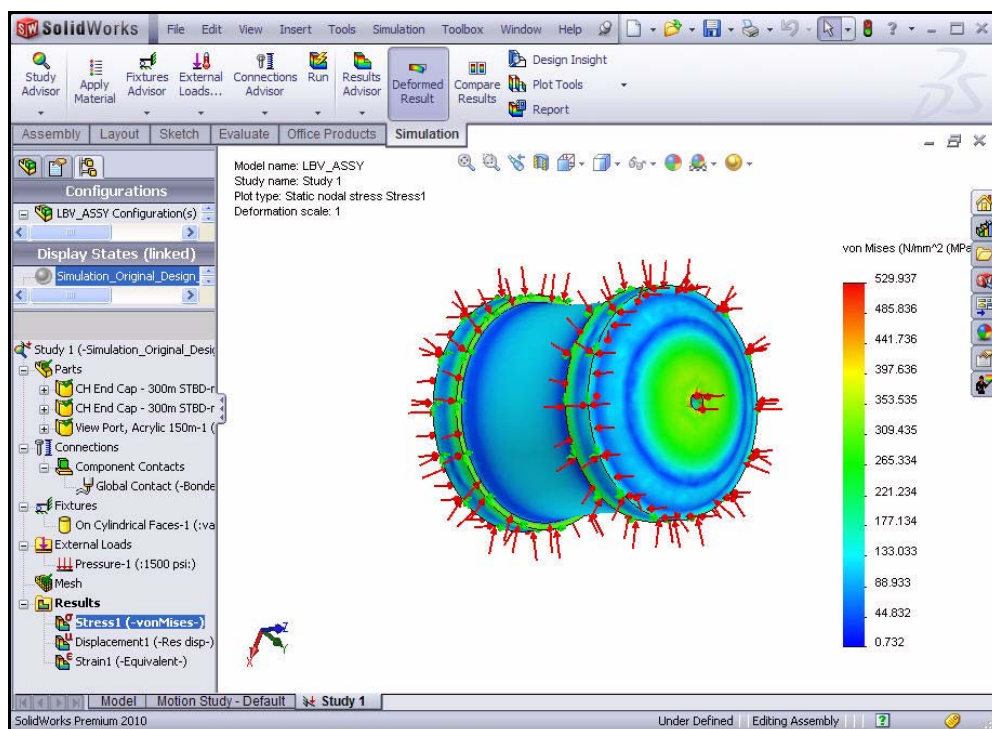 SolidWorks File Edit View Insert Tools Simulation Toolbox Window Help
Study Advisor
Apply Material
Fixtures Advisor
External Loads...
Connections Advisor
Run
Results Advisor
Deformed Result
Compare Results
Design Insight
Plot Tools
Report
Assembly Layout Sketch Evaluate Office Products Simulation
Configurations
LBV_ASSY Configuration(s)
Display States (linked)
Simulation_Original_Design
Study 1 (-Simulation_Original_Desig
Parts
CH End Cap - 300m STBD-r
CH End Cap - 300m STBD-r
View Port, Acrylic 150m-1 (
Connections
Component Contacts
Global Contact (-Bonde
Fixtures
On Cylindrical Faces-1 (:va
External Loads
Pressure-1 (:1500 psi:)
Mesh
Results
Stress1 (-vonMises-)
Displacement1 (-Res disp-)
Strain1 (-Equivalent-)
Model name: LBV_ASSY
Study name: Study 1
Plot type: Static nodal stress Stress1
Deformation scale: 1
von Mises (N/mm^2 (MPa
529.937
485.836
441.736
397.636
353.535
309.435
265.334
221.234
177.134
133.033
88.933
44.832
0.732
X
Y
Z
Model Motion Study - Default Study 1
SolidWorks Premium 2010 Under Defined Editing Assembly